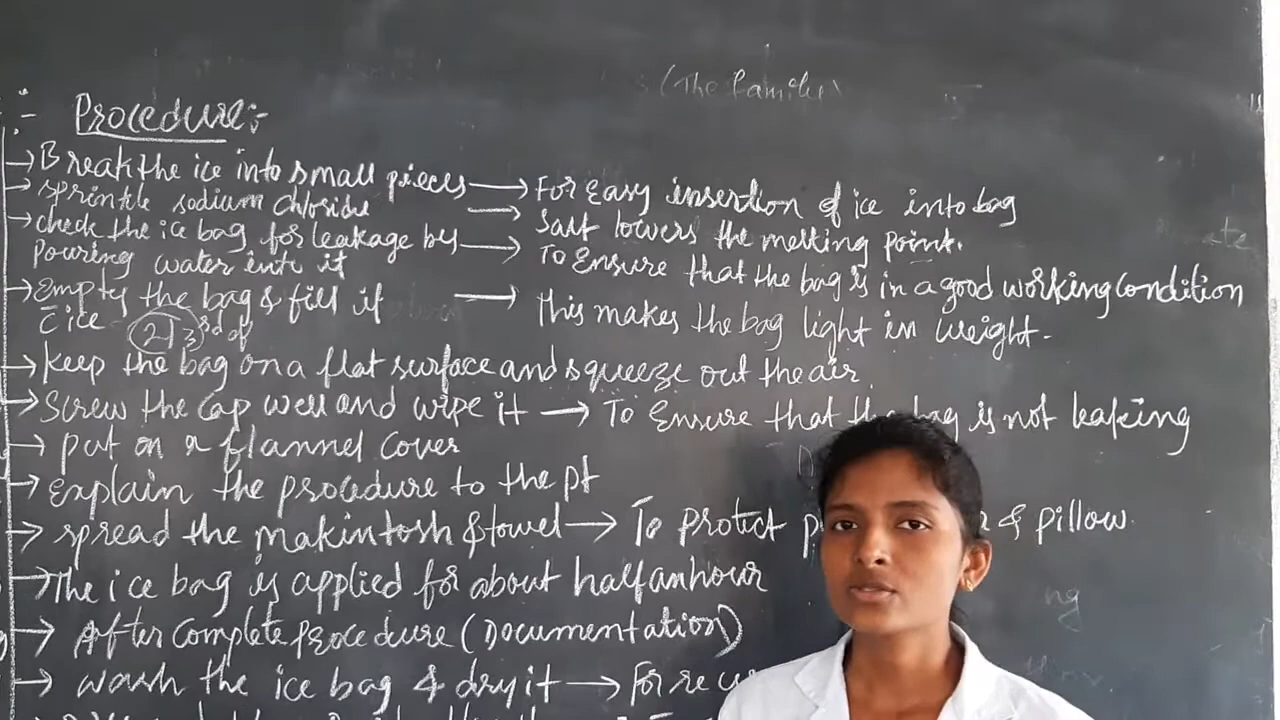 (The Family)
:- Procedure:-
→ Break the ice into small pieces → For Easy insertion of ice into bag
→ sprinkle sodium chloride → Salt lowers the melting point.
→ check the ice bag for leakage by → To Ensure that the bag is in a good working condition
pouring water into it
→ Empty the bag & fill it → This makes the bag light in weight.
c̄ ice 2/3rd of
→ keep the bag on a flat surface and squeeze out the air.
→ Screw the cap well and wipe it → To Ensure that the bag is not leaking
→ put on a flannel cover
→ Explain the procedure to the pt
→ spread the makintosh & towel → To protect & pillow
→ The ice bag is applied for about half an hour
→ After complete procedure (Documentation)
→ wash the ice bag & dry it → For re